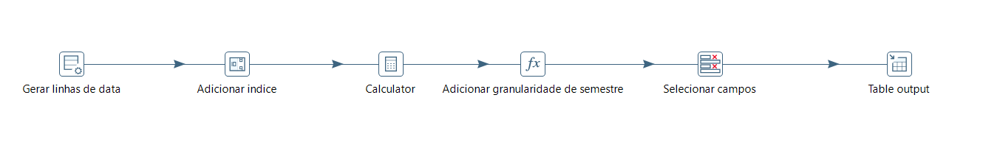 Gerar linhas de data
Adicionar indice
Calculator
Adicionar granularidade de semestre
Selecionar campos
Table output